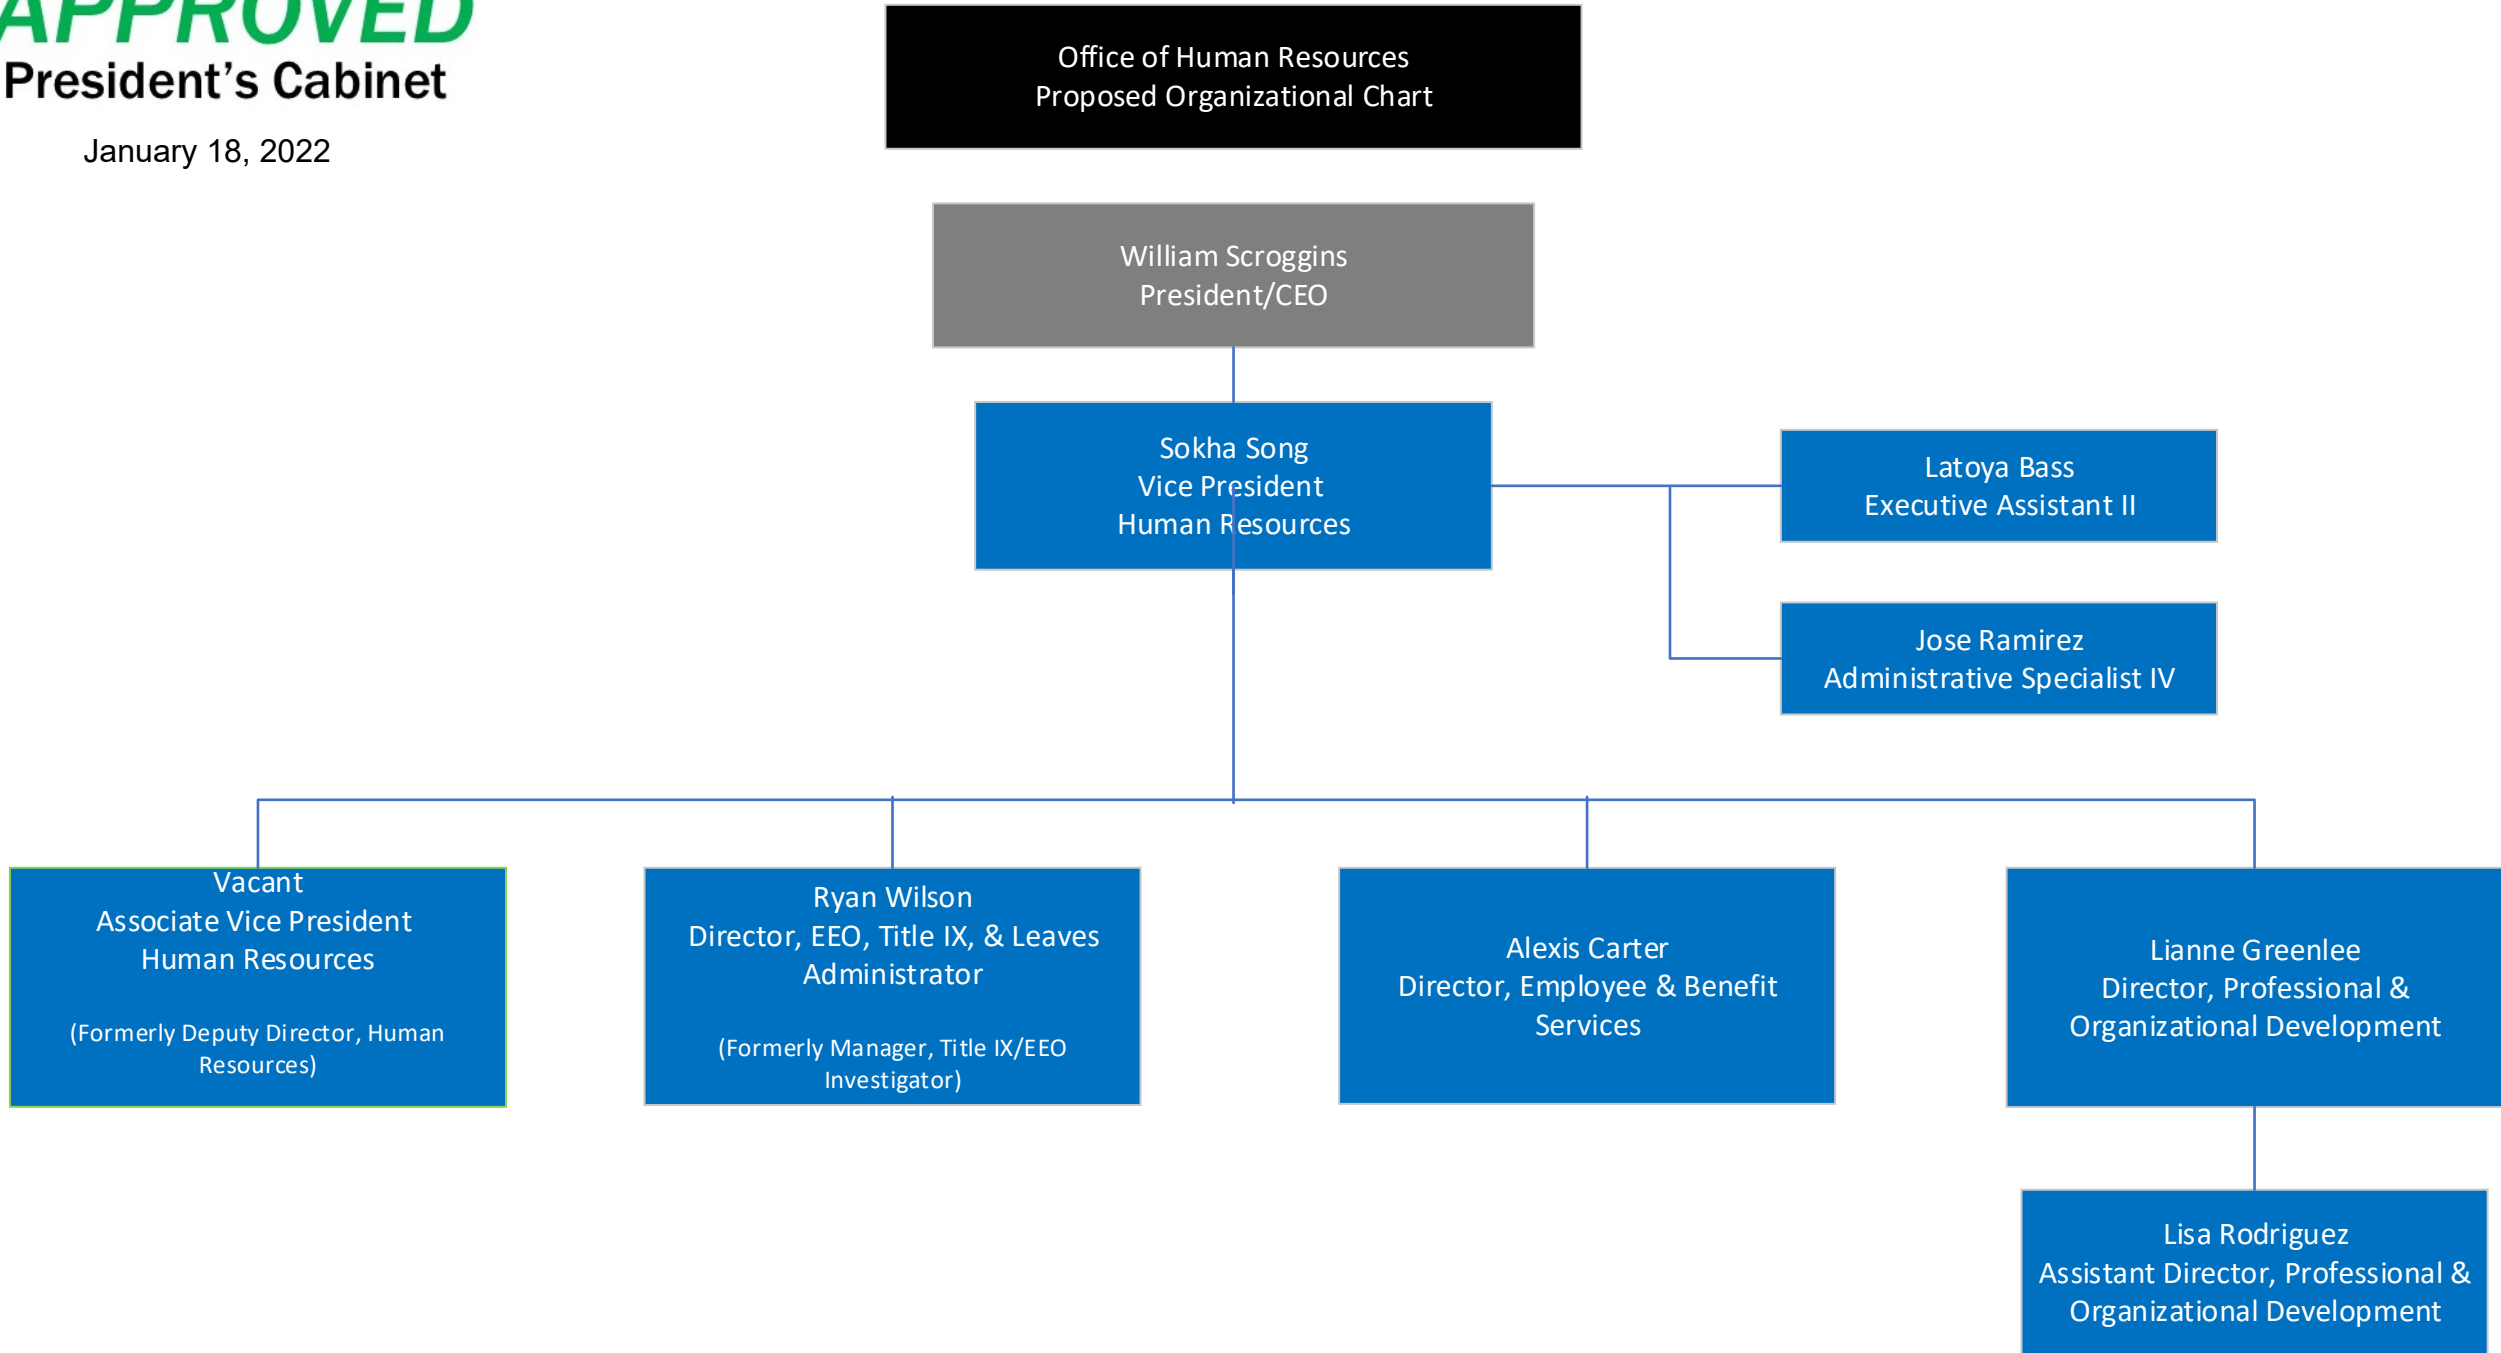 APPROVED
President's Cabinet
January 18, 2022
Office of Human Resources
Proposed Organizational Chart
William Scroggins
President/CEO
Sokha Song
Vice President
Human Resources
Latoya Bass
Executive Assistant II
Jose Ramirez
Administrative Specialist IV
Vacant
Associate Vice President
Human Resources
(Formerly Deputy Director, Human
Resources)
Ryan Wilson
Director, EEO, Title IX, & Leaves
Administrator
(Formerly Manager, Title IX/EEO
Investigator)
Alexis Carter
Director, Employee & Benefit
Services
Lianne Greenlee
Director, Professional &
Organizational Development
Lisa Rodriguez
Assistant Director, Professional &
Organizational Development